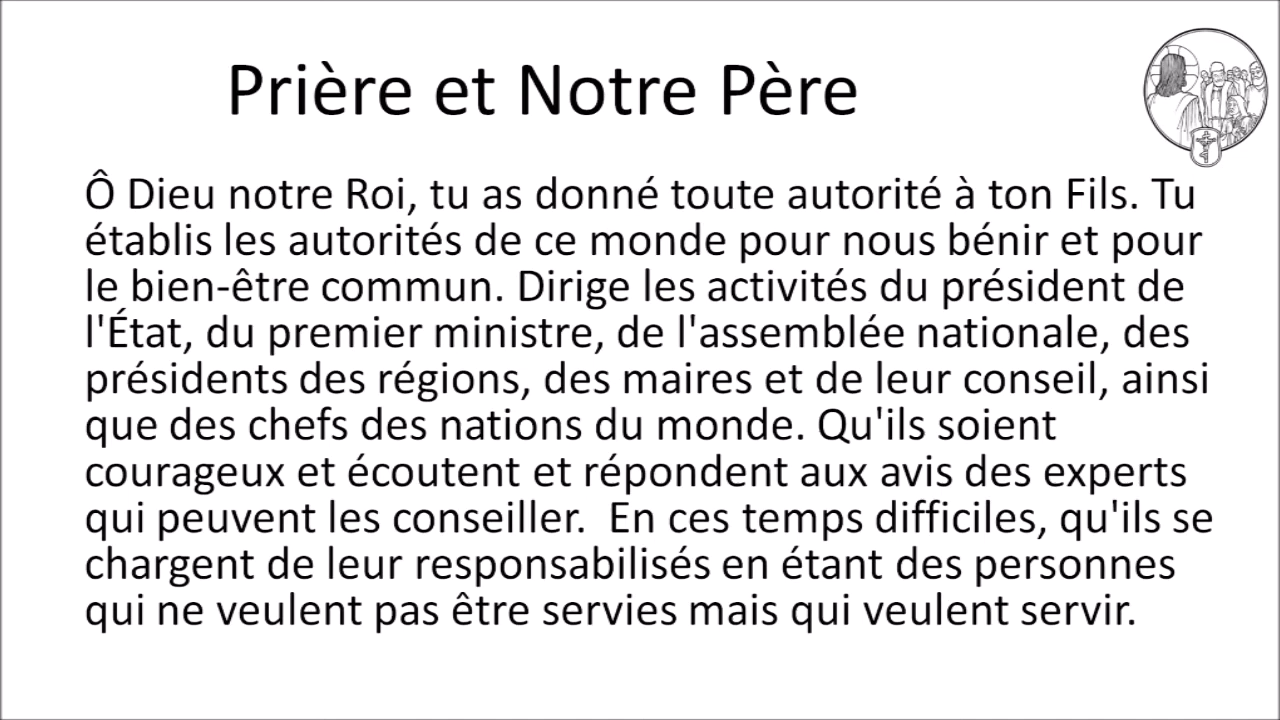 Prière et Notre Père
Ô Dieu notre Roi, tu as donné toute autorité à ton Fils. Tu
établis les autorités de ce monde pour nous bénir et pour
le bien-être commun. Dirige les activités du président de
l'État, du premier ministre, de l'assemblée nationale, des
présidents des régions, des maires et de leur conseil, ainsi
que des chefs des nations du monde. Qu'ils soient
courageux et écoutent et répondent aux avis des experts
qui peuvent les conseiller.  En ces temps difficiles, qu'ils se
chargent de leur responsabilisés en étant des personnes
qui ne veulent pas être servies mais qui veulent servir.